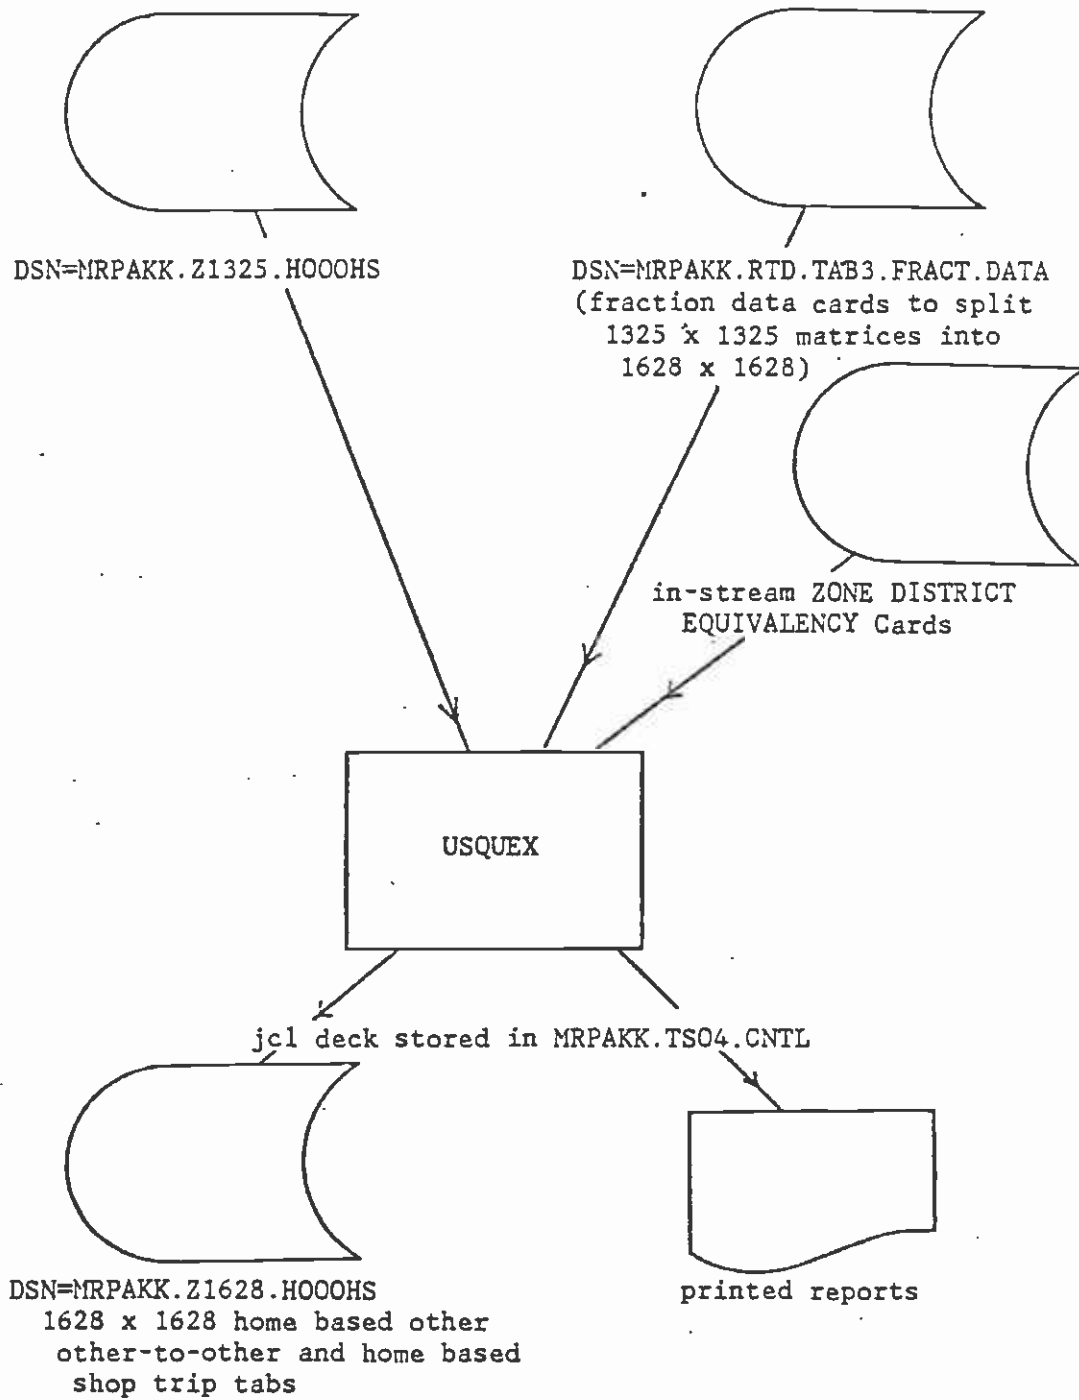 DSN=MRPAKK.Z1325.HOOOHS
DSN=MRPAKK.RTD.TAB3.FRACT.DATA
(fraction data cards to split
1325 x 1325 matrices into
1628 x 1628)
in-stream ZONE DISTRICT
EQUIVALENCY Cards
USQUEX
jcl deck stored in MRPAKK.TSO4.CNTL
DSN=MRPAKK.Z1628.HOOOHS
1628 x 1628 home based other
other-to-other and home based
shop trip tabs
printed reports